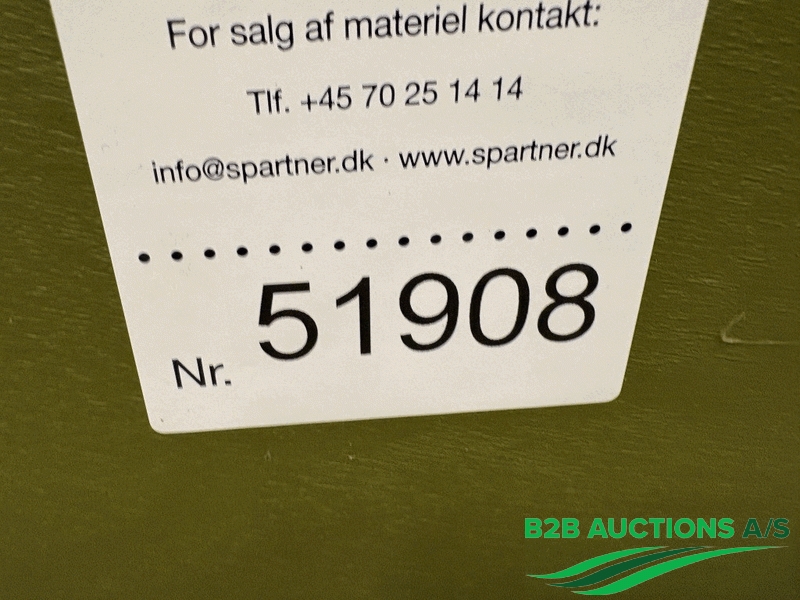 For salg af materiel kontakt:
Tlf. +45 70 25 14 14
info@spartner.dk · www.spartner.dk
Nr. 51908
B2B AUCTIONS A/S